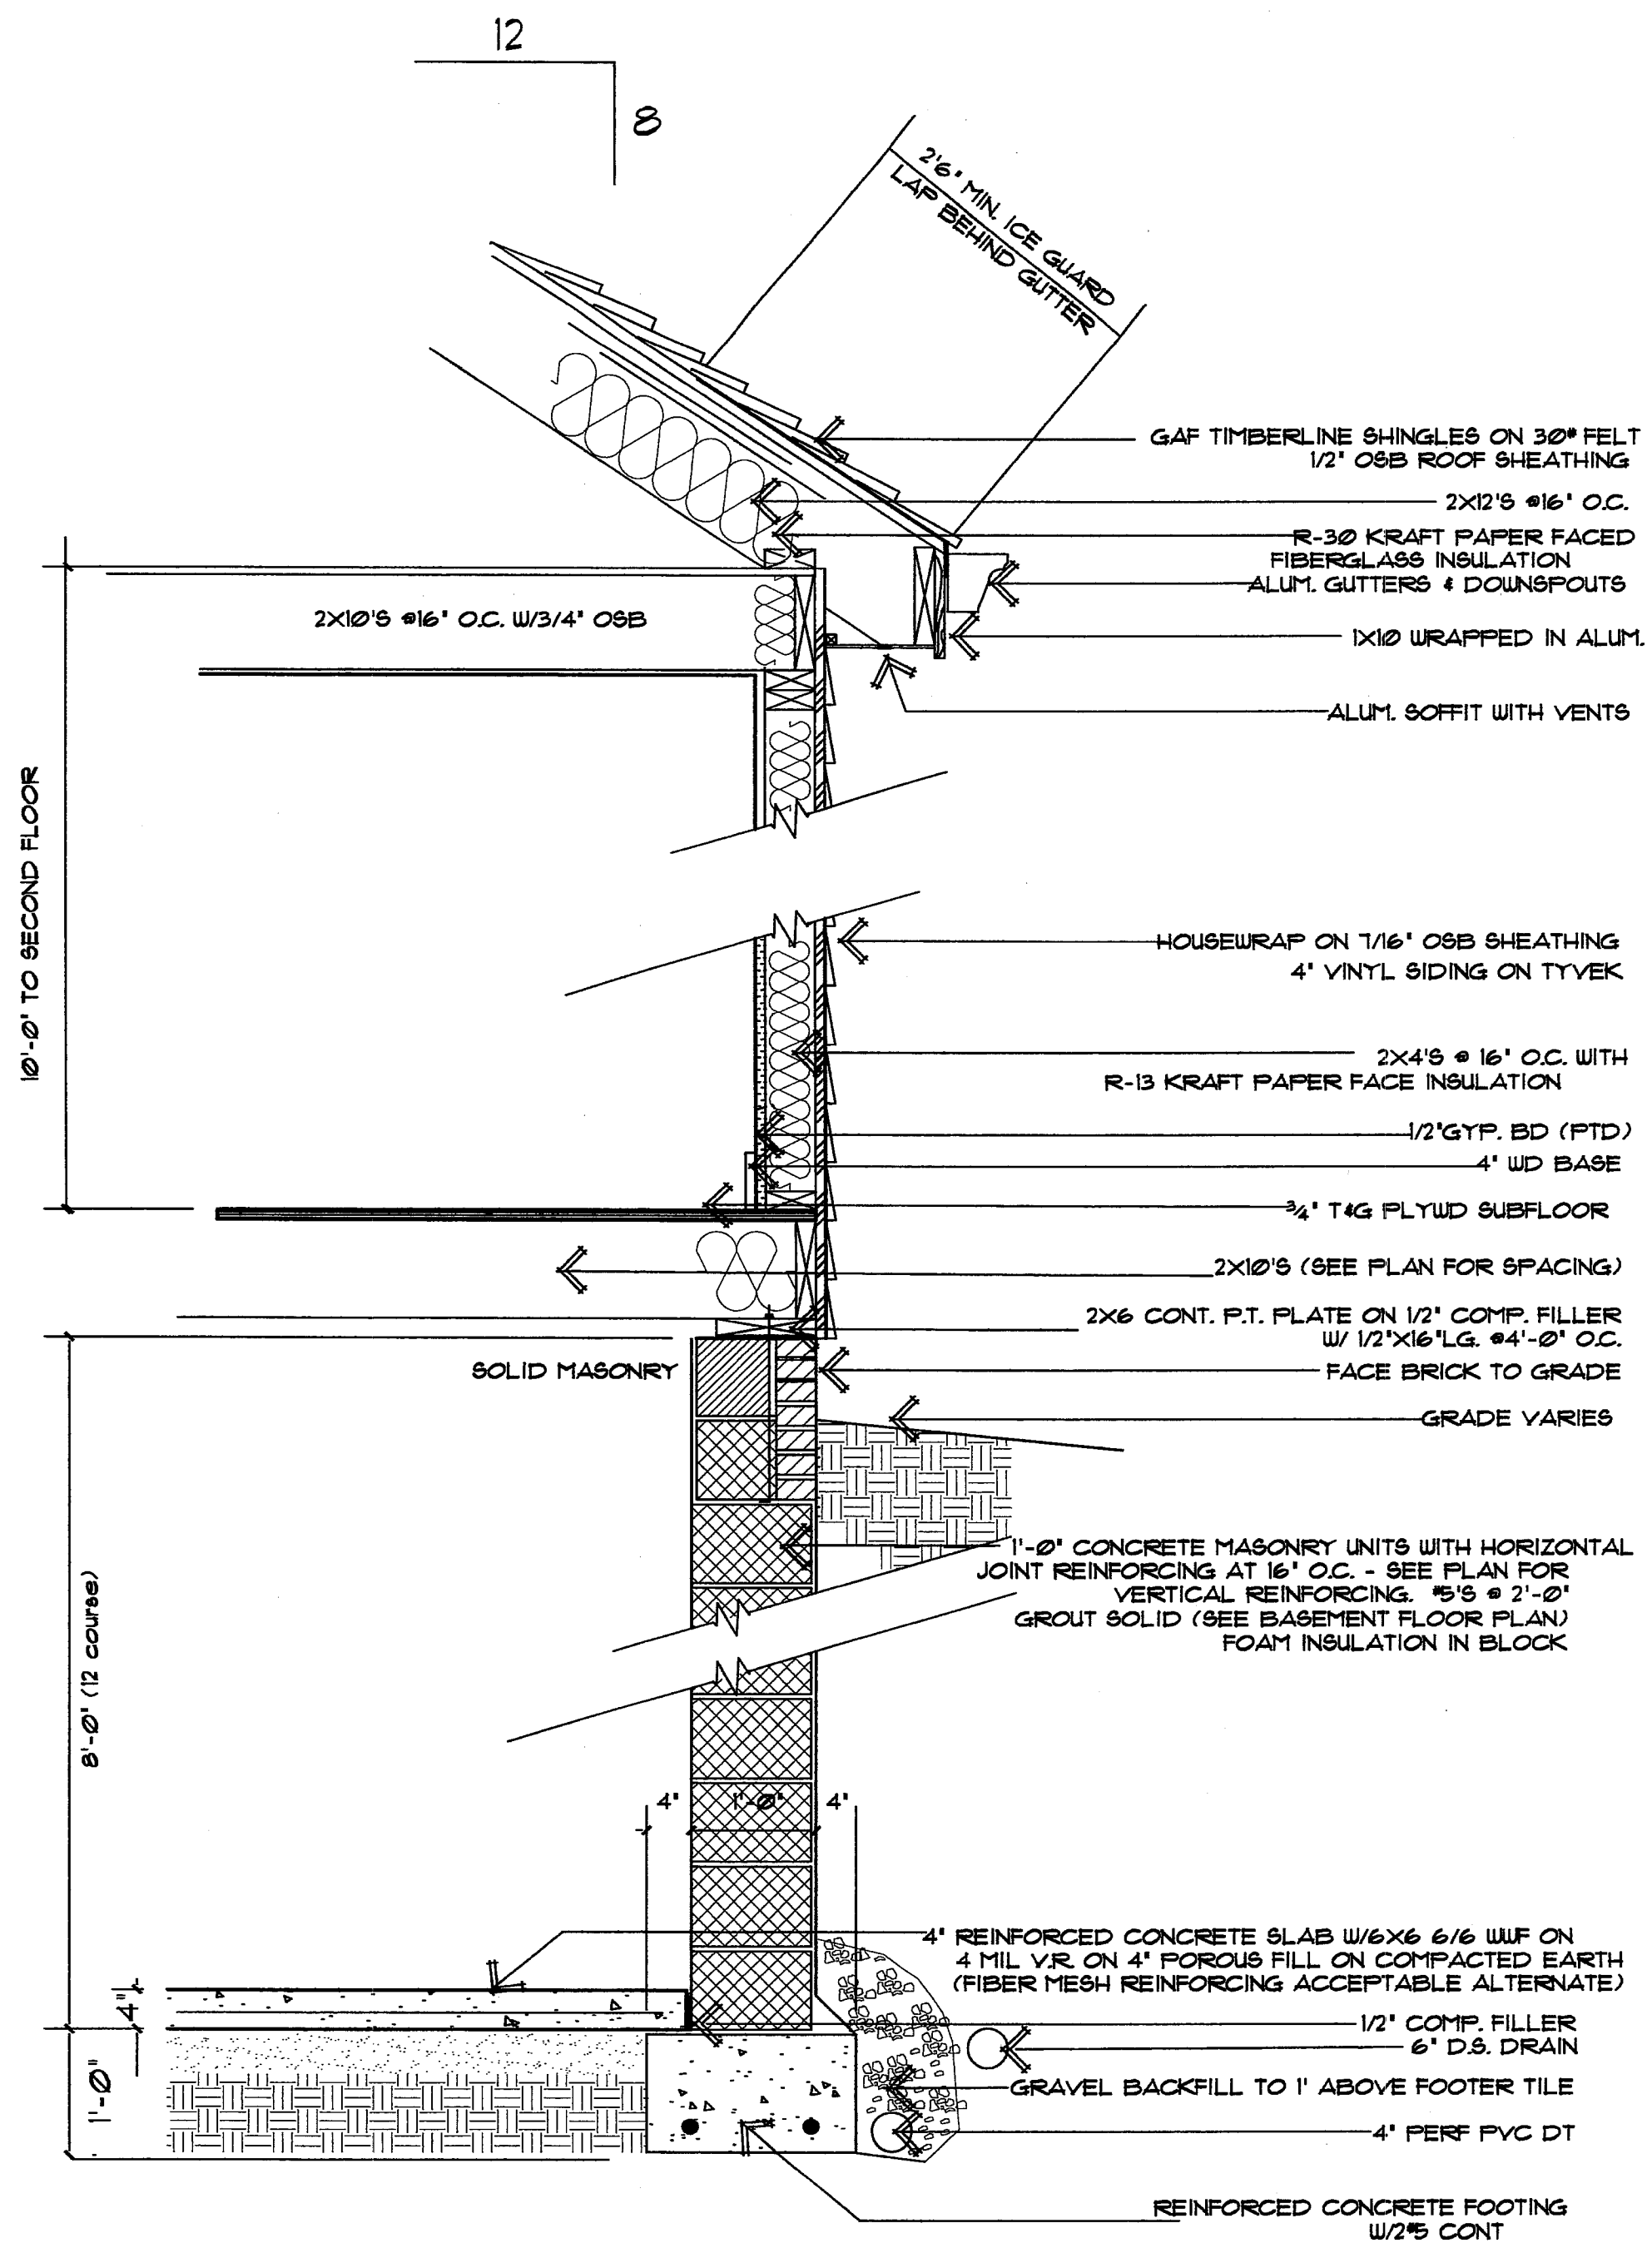 12
8
2'6" MIN. ICE GUARD
LAP BEHIND GUTTER
GAF TIMBERLINE SHINGLES ON 30# FELT
1/2" OSB ROOF SHEATHING
2X12'S @16" O.C.
R-30 KRAFT PAPER FACED
FIBERGLASS INSULATION
ALUM. GUTTERS & DOWNSPOUTS
2X10'S @16" O.C. W/3/4" OSB
1X10 WRAPPED IN ALUM.
ALUM. SOFFIT WITH VENTS
10'-0" TO SECOND FLOOR
HOUSEWRAP ON 7/16" OSB SHEATHING
4" VINYL SIDING ON TYVEK
2X4'S @ 16" O.C. WITH
R-13 KRAFT PAPER FACE INSULATION
1/2"GYP. BD (PTD)
4" WD BASE
3/4" T&G PLYWD SUBFLOOR
2X10'S (SEE PLAN FOR SPACING)
2X6 CONT. P.T. PLATE ON 1/2" COMP. FILLER
W/ 1/2"X16"LG. @4'-0" O.C.
SOLID MASONRY
FACE BRICK TO GRADE
GRADE VARIES
1'-0" CONCRETE MASONRY UNITS WITH HORIZONTAL
JOINT REINFORCING AT 16" O.C. - SEE PLAN FOR
VERTICAL REINFORCING. #5'S @ 2'-0"
GROUT SOLID (SEE BASEMENT FLOOR PLAN)
FOAM INSULATION IN BLOCK
8'-0" (12 course)
4" 1'-0" 4"
4" REINFORCED CONCRETE SLAB W/6X6 6/6 WWF ON
4 MIL V.R. ON 4" POROUS FILL ON COMPACTED EARTH
(FIBER MESH REINFORCING ACCEPTABLE ALTERNATE)
4"
1/2" COMP. FILLER
6" D.S. DRAIN
1'-0"
GRAVEL BACKFILL TO 1' ABOVE FOOTER TILE
4" PERF PVC DT
REINFORCED CONCRETE FOOTING
W/2#5 CONT